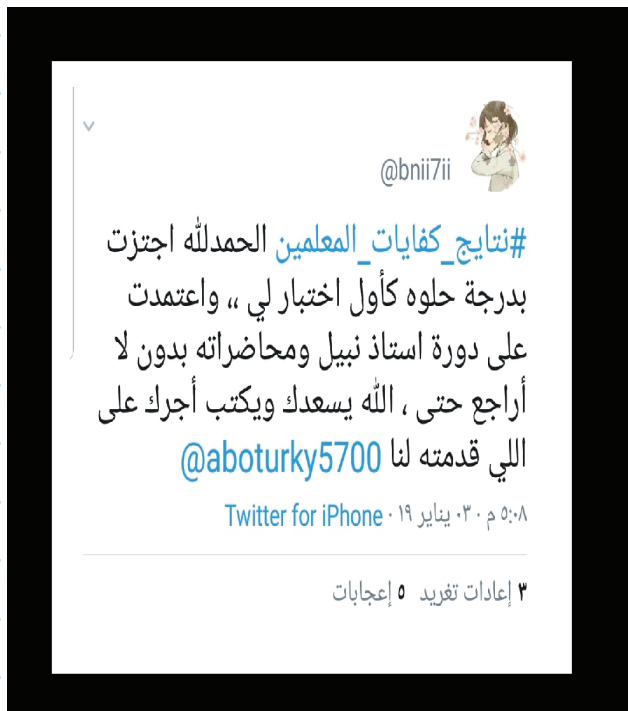 @bnii7ii
#نتايج_كفايات_المعلمين الحمدلله اجتزت
بدرجة حلوه كأول اختبار لي ،، واعتمدت
على دورة استاذ نبيل ومحاضراته بدون لا
أراجع حتى ، الله يسعدك ويكتب أجرك على
اللي قدمته لنا @aboturky5700
٥:٠٨ م · ٠٣ يناير ١٩ · Twitter for iPhone
٣ إعادات تغريد ٥ إعجابات